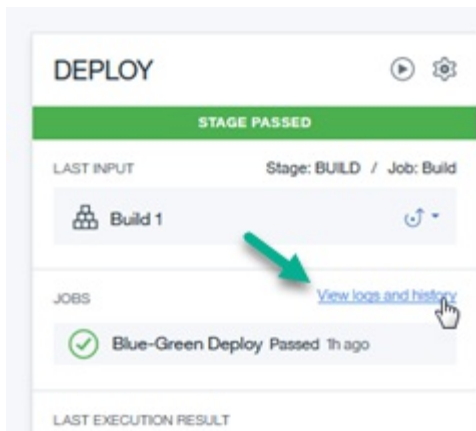 DEPLOY
STAGE PASSED
LAST INPUT Stage: BUILD / Job: Build
Build 1
JOBS View logs and history
Blue-Green Deploy Passed 1h ago
LAST EXECUTION RESULT